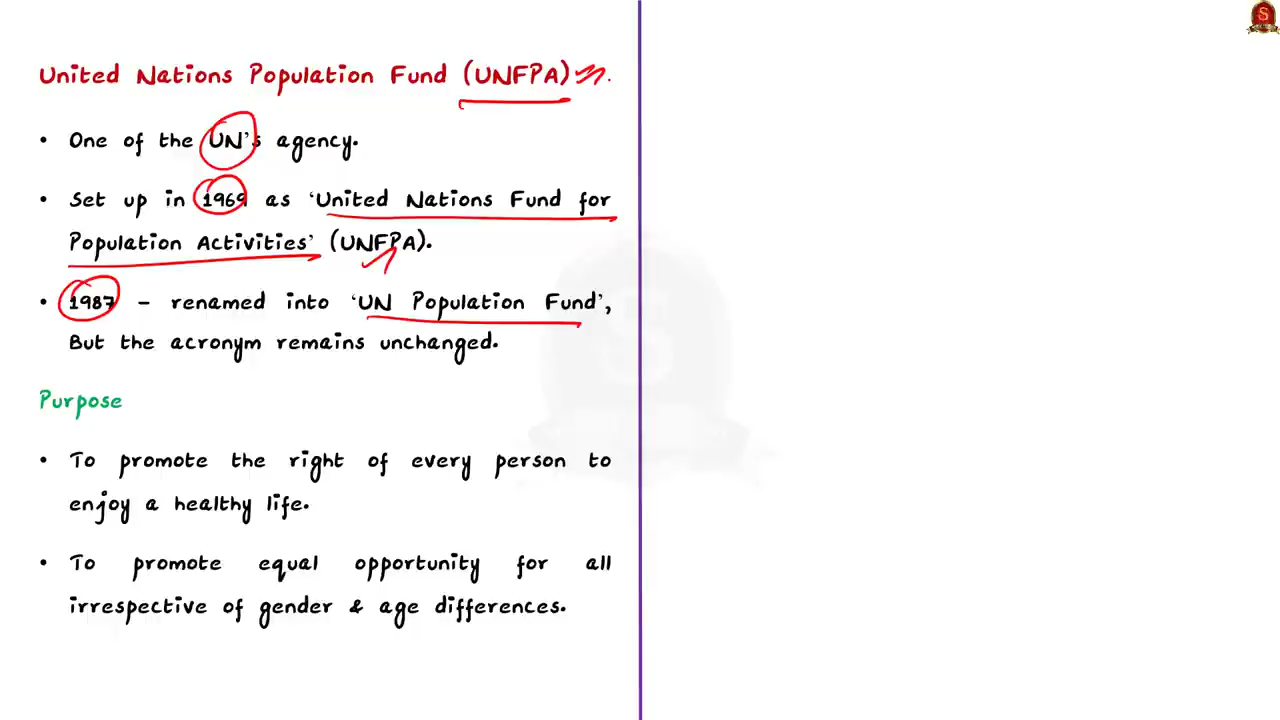 United Nations Population Fund (UNFPA)
• One of the UN's agency.
• Set up in 1969 as 'United Nations Fund for
Population Activities' (UNFPA).
• 1987 – renamed into 'UN Population Fund',
But the acronym remains unchanged.
Purpose
• To promote the right of every person to
enjoy a healthy life.
• To promote equal opportunity for all
irrespective of gender & age differences.